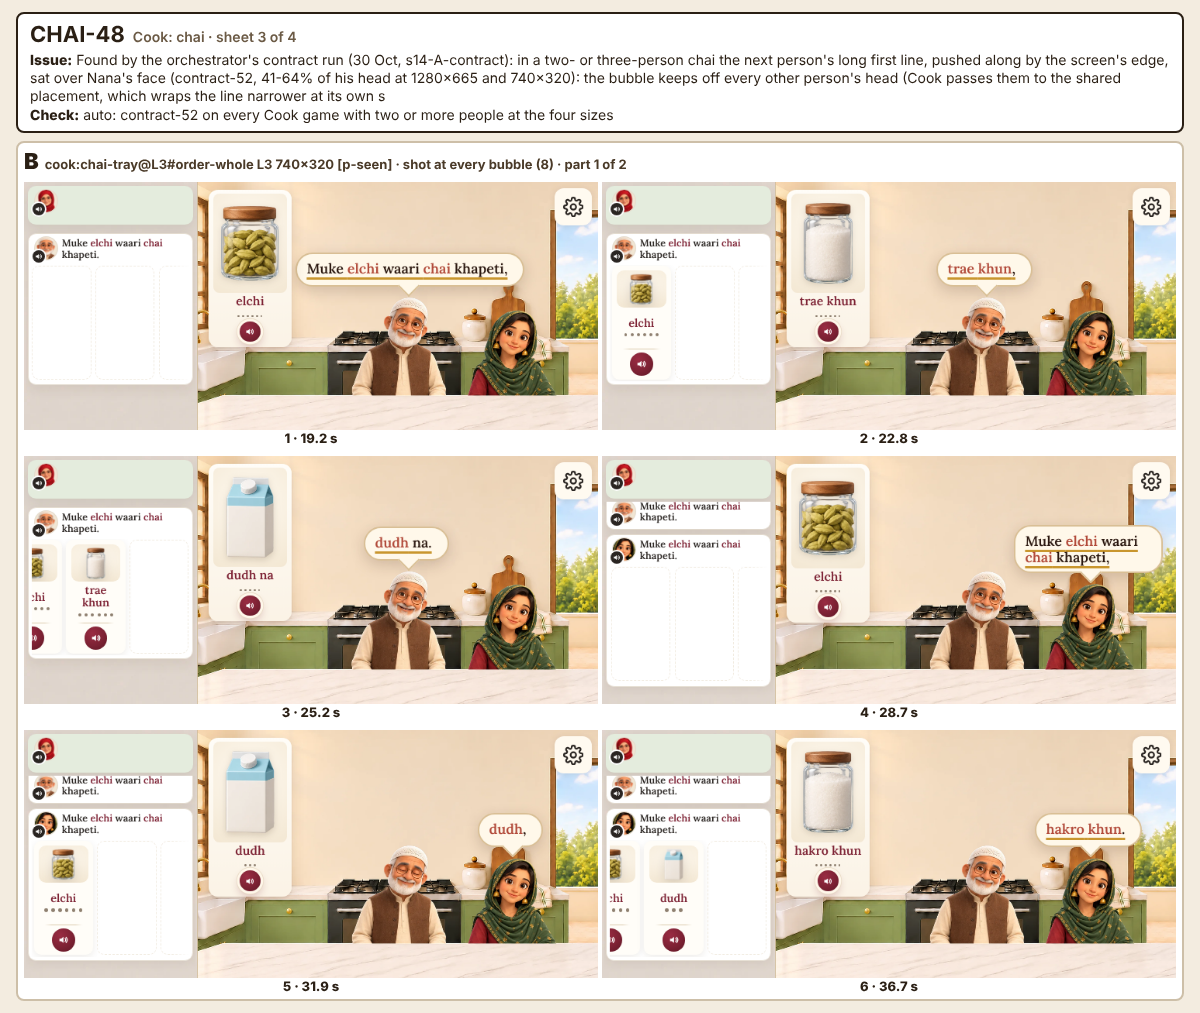 CHAI-48 Cook: chai · sheet 3 of 4
Issue: Found by the orchestrator's contract run (30 Oct, s14-A-contract): in a two- or three-person chai the next person's long first line, pushed along by the screen's edge,
sat over Nana's face (contract-52, 41-64% of his head at 1280×665 and 740×320): the bubble keeps off every other person's head (Cook passes them to the shared
placement, which wraps the line narrower at its own s
Check: auto: contract-52 on every Cook game with two or more people at the four sizes
B cook:chai-tray@L3#order-whole L3 740×320 [p-seen] · shot at every bubble (8) · part 1 of 2
Muke elchi waari chai
khapeti.
elchi
Muke elchi waari chai khapeti,
1 · 19.2 s
Muke elchi waari chai
khapeti.
elchi
trae khun
trae khun,
2 · 22.8 s
Muke elchi waari chai
khapeti.
chi
trae
khun
dudh na
dudh na.
3 · 25.2 s
Muke elchi waari chai
khapeti.
Muke elchi waari chai
khapeti.
elchi
Muke elchi waari
chai khapeti,
4 · 28.7 s
Muke elchi waari chai
khapeti.
Muke elchi waari chai
khapeti.
elchi
dudh
dudh,
5 · 31.9 s
Muke elchi waari chai
khapeti.
Muke elchi waari chai
khapeti.
chi
dudh
hakro khun
hakro khun.
6 · 36.7 s